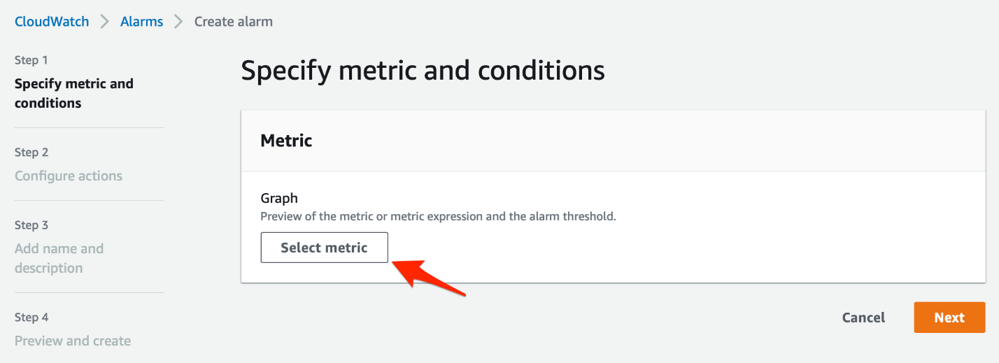 CloudWatch > Alarms > Create alarm
Step 1
Specify metric and
conditions
Step 2
Configure actions
Step 3
Add name and
description
Step 4
Preview and create
Specify metric and conditions
Metric
Graph
Preview of the metric or metric expression and the alarm threshold.
Select metric
Cancel
Next